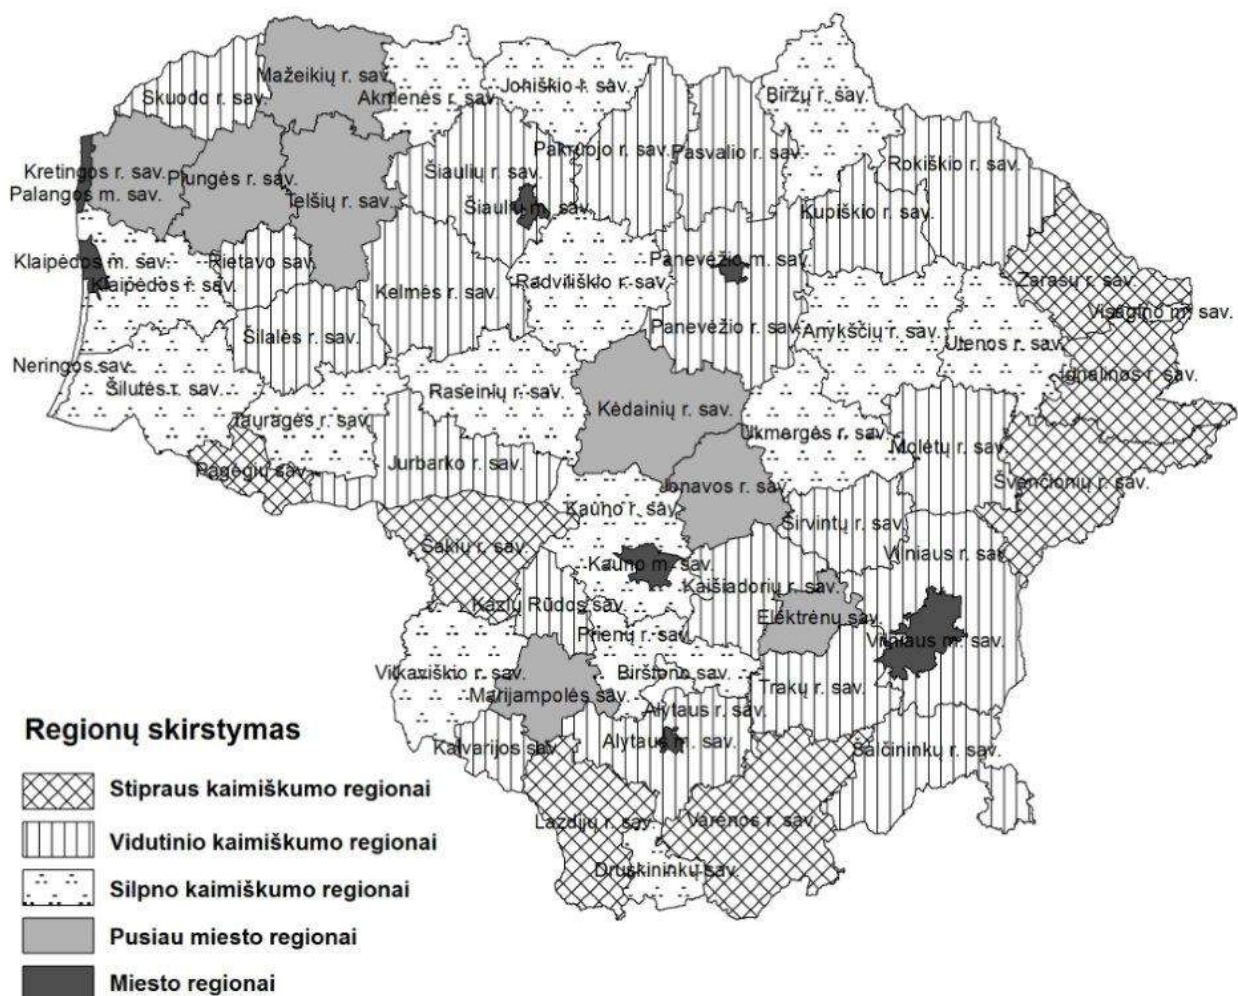 Mažeikių r. sav.
Skuodo r. sav.
Akmenės r. sav.
Joniškio r. sav.
Biržų r. sav.
Kretingos r. sav.
Palangos m. sav.
Plungės r. sav.
Telšių r. sav.
Šiaulių r. sav.
Šiaulių m. sav.
Pakruojo r. sav.
Pasvalio r. sav.
Rokiškio r. sav.
Kupiškio r. sav.
Klaipėdos m. sav.
Klaipėdos r. sav.
Rietavo sav.
Kelmės r. sav.
Radviliškio r. sav.
Panevėžio m. sav.
Panevėžio r. sav.
Zarasų r. sav.
Visagino m. sav.
Anykščių r. sav.
Utenos r. sav.
Ignalinos r. sav.
Šilalės r. sav.
Neringos sav.
Šilutės r. sav.
Tauragės r. sav.
Raseinių r. sav.
Kėdainių r. sav.
Ukmergės r. sav.
Molėtų r. sav.
Švenčionių r. sav.
Pagėgių sav.
Jurbarko r. sav.
Jonavos r. sav.
Kauno r. sav.
Širvintų r. sav.
Vilniaus r. sav.
Šakių r. sav.
Kauno m. sav.
Kaišiadorių r. sav.
Kazlų Rūdos sav.
Elektrėnų sav.
Vilniaus m. sav.
Prienų r. sav.
Birštono sav.
Vilkaviškio r. sav.
Marijampolės sav.
Trakų r. sav.
Alytaus r. sav.
Alytaus m. sav.
Kalvarijos sav.
Šalčininkų r. sav.
Lazdijų r. sav.
Varėnos r. sav.
Druskininkų sav.
Regionų skirstymas
Stipraus kaimiškumo regionai
Vidutinio kaimiškumo regionai
Silpno kaimiškumo regionai
Pusiau miesto regionai
Miesto regionai